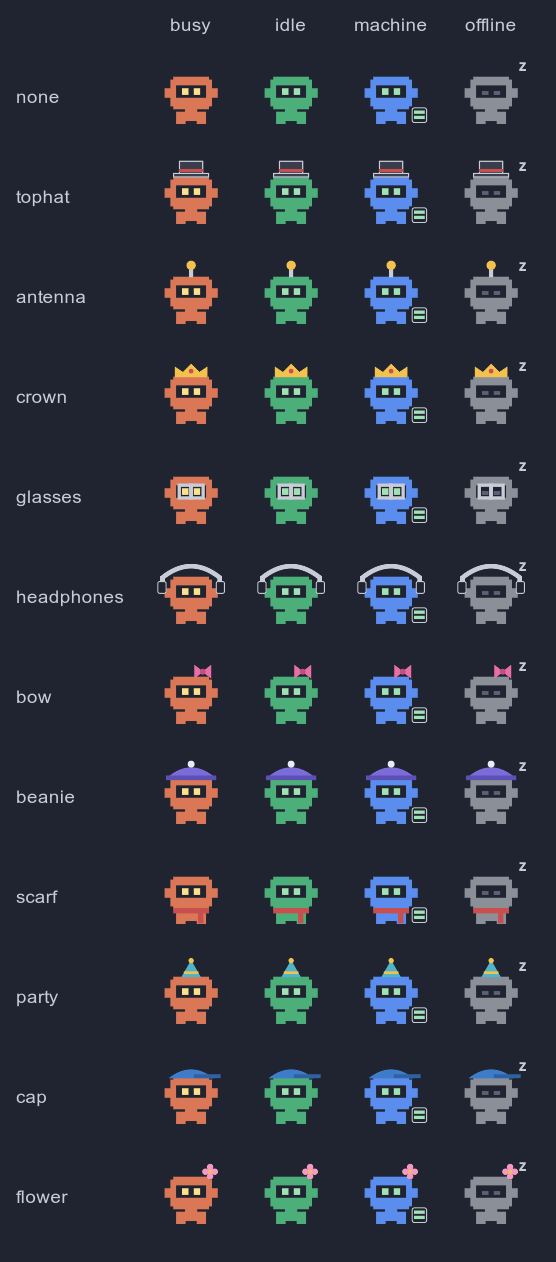 busy idle machine offline
none z
tophat z
antenna z
crown z
glasses z
headphones z
bow z
beanie z
scarf z
party z
cap z
flower z